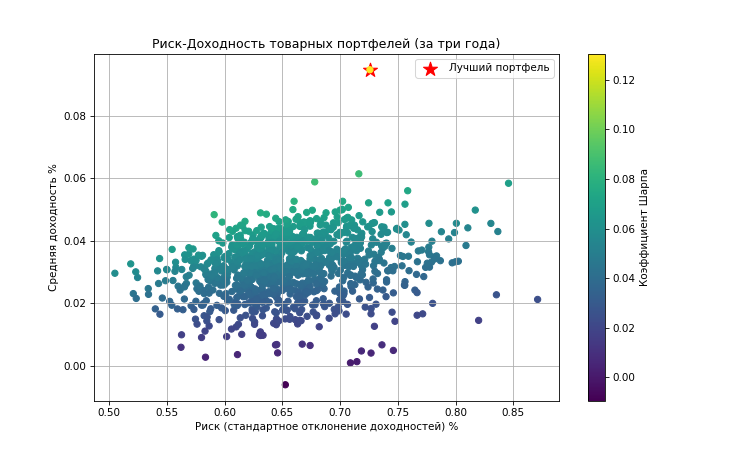 Риск-Доходность товарных портфелей (за три года)
Лучший портфель
Средняя доходность %
0.08
0.06
0.04
0.02
0.00
0.50 0.55 0.60 0.65 0.70 0.75 0.80 0.85
Риск (стандартное отклонение доходностей) %
0.12
0.10
0.08
0.06
0.04
0.02
0.00
Коэффициент Шарпа